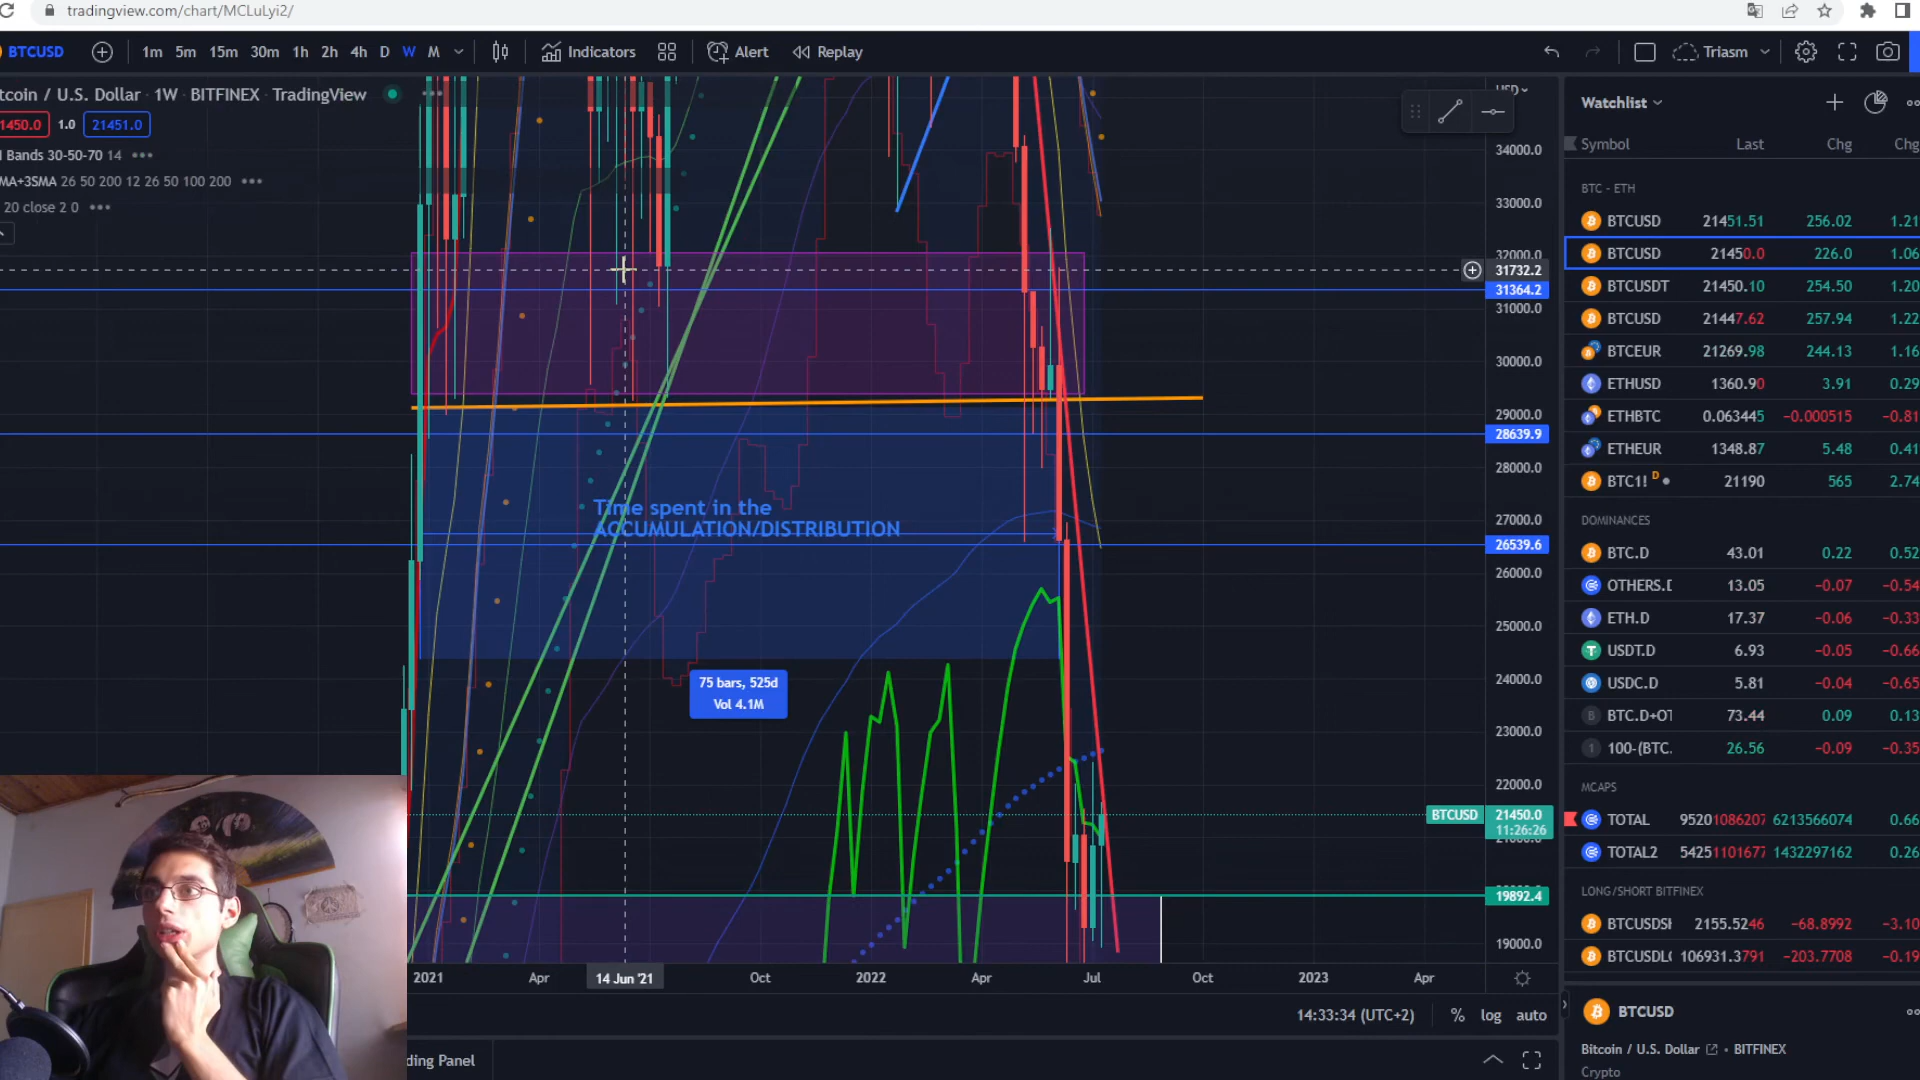 tradingview.com/chart/MCLuLyi2/
BTCUSD 1m 5m 15m 30m 1h 2h 4h D W M Indicators Alert Replay Triasm
tcoin / U.S. Dollar · 1W · BITFINEX · TradingView
1450.0 1.0 21451.0
Bands 30-50-70 14
MA+3SMA 26 50 200 12 26 50 100 200
20 close 2 0
Time spent in the
ACCUMULATION/DISTRIBUTION
75 bars, 525d
Vol 4.1M
USD
34000.0
33000.0
32000.0
31732.2
31364.2
31000.0
30000.0
29000.0
28639.9
28000.0
27000.0
26539.6
26000.0
25000.0
24000.0
23000.0
22000.0
BTCUSD 21450.0
11:26:26
19892.4
19000.0
2021 Apr 14 Jun '21 Oct 2022 Apr Jul Oct 2023 Apr
14:33:34 (UTC+2) % log auto
ding Panel
Watchlist
Symbol Last Chg Chg
BTC - ETH
BTCUSD 21451.51 256.02 1.21
BTCUSD 21450.0 226.0 1.06
BTCUSDT 21450.10 254.50 1.20
BTCUSD 21447.62 257.94 1.22
BTCEUR 21269.98 244.13 1.16
ETHUSD 1360.90 3.91 0.29
ETHBTC 0.063445 −0.000515 −0.81
ETHEUR 1348.87 5.48 0.41
BTC1! D 21190 565 2.74
DOMINANCES
BTC.D 43.01 0.22 0.52
OTHERS.D 13.05 −0.07 −0.54
ETH.D 17.37 −0.06 −0.33
USDT.D 6.93 −0.05 −0.66
USDC.D 5.81 −0.04 −0.65
B BTC.D+OT 73.44 0.09 0.13
1 100-(BTC. 26.56 −0.09 −0.35
MCAPS
TOTAL 95201086207 6213566074 0.66
TOTAL2 54251101677 1432297162 0.26
LONG/SHORT BITFINEX
BTCUSDSH 2155.5246 −68.8992 −3.10
BTCUSDLO 106931.3791 −203.7708 −0.19
BTCUSD
Bitcoin / U.S. Dollar • BITFINEX
Crypto